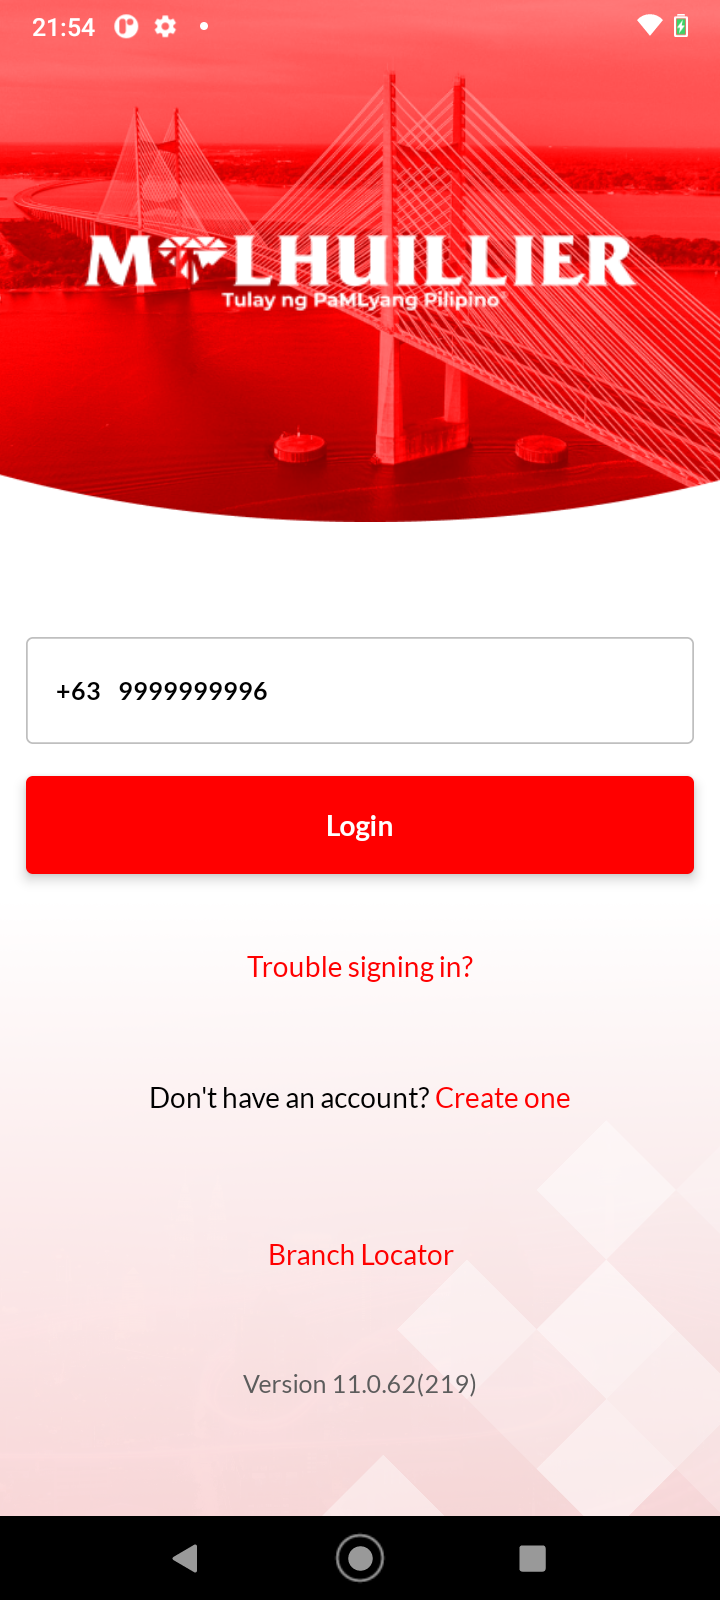 21:54
M LHUILLIER
Tulay ng PaMLyang Pilipino
+63 9999999996
Login
Trouble signing in?
Don't have an account? Create one
Branch Locator
Version 11.0.62(219)